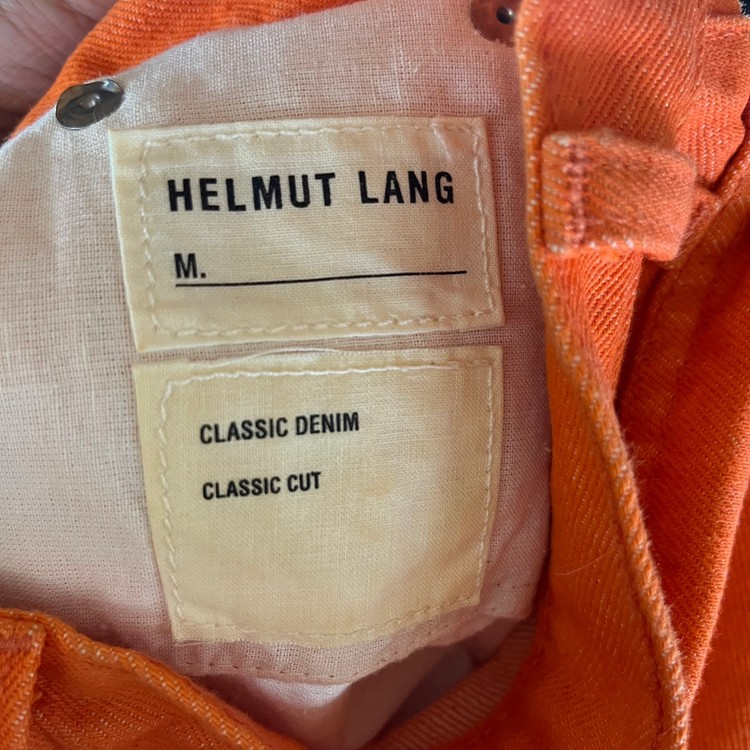 HELMUT LANG
M.
CLASSIC DENIM
CLASSIC CUT